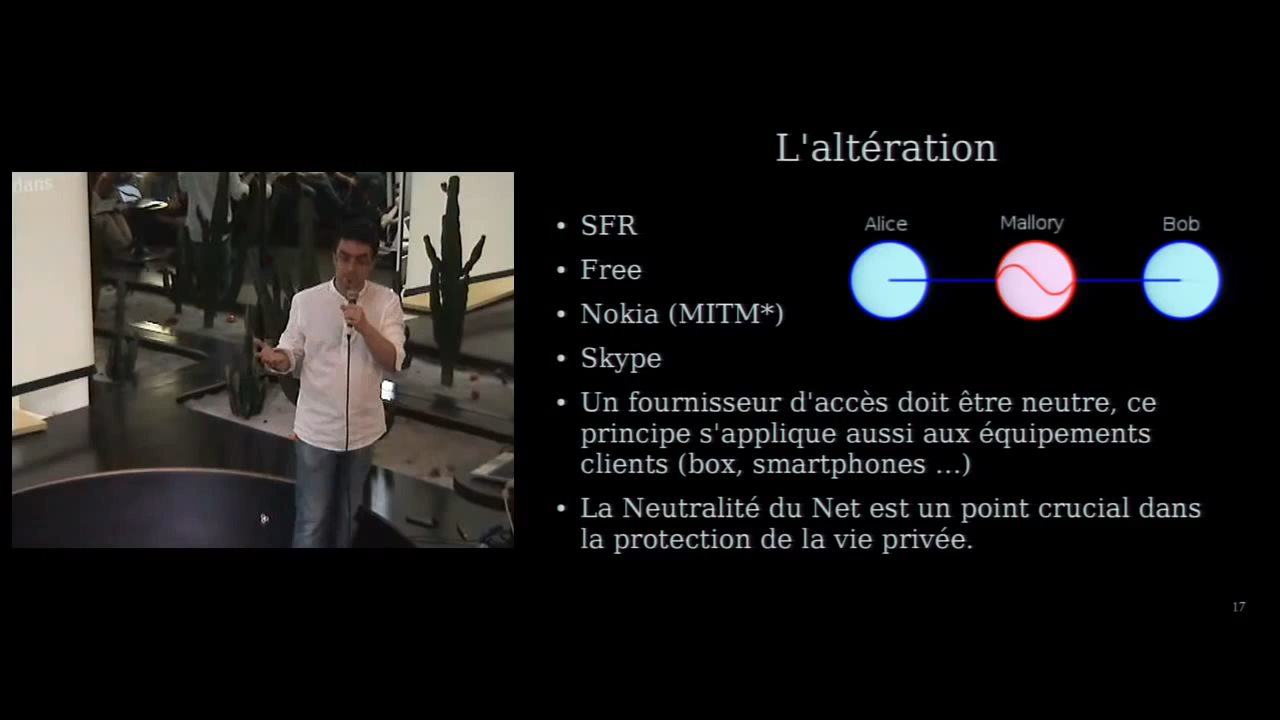 dans
L'altération
• SFR
• Free
• Nokia (MITM*)
• Skype
• Un fournisseur d'accès doit être neutre, ce
principe s'applique aussi aux équipements
clients (box, smartphones ...)
• La Neutralité du Net est un point crucial dans
la protection de la vie privée.
Alice
Mallory
Bob
17